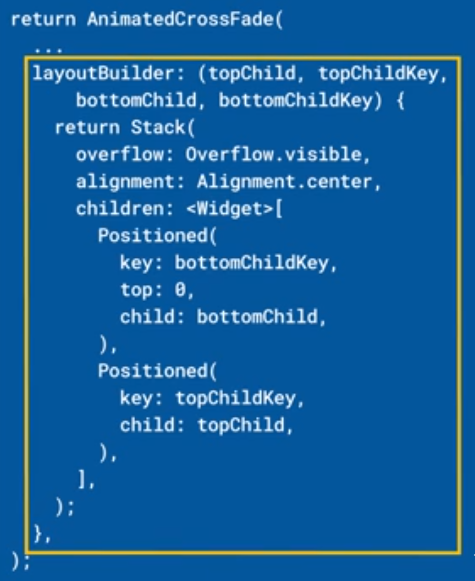 return AnimatedCrossFade(
  ...
  layoutBuilder: (topChild, topChildKey,
      bottomChild, bottomChildKey) {
    return Stack(
      overflow: Overflow.visible,
      alignment: Alignment.center,
      children: <Widget>[
        Positioned(
          key: bottomChildKey,
          top: 0,
          child: bottomChild,
        ),
        Positioned(
          key: topChildKey,
          child: topChild,
        ),
      ],
    );
  },
);